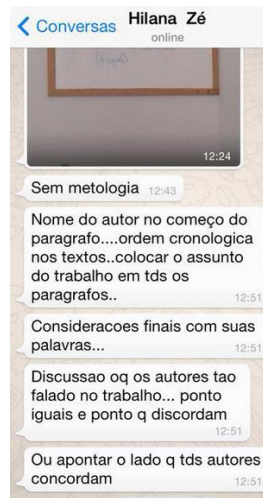 Conversas
Hilana Zé
online
12:24
Sem metologia 12:43
Nome do autor no começo do
paragrafo....ordem cronologica
nos textos..colocar o assunto
do trabalho em tds os
paragrafos.. 12:51
Consideracoes finais com suas
palavras... 12:51
Discussao oq os autores tao
falado no trabalho... ponto
iguais e ponto q discordam
12:51
Ou apontar o lado q tds autores
concordam 12:51